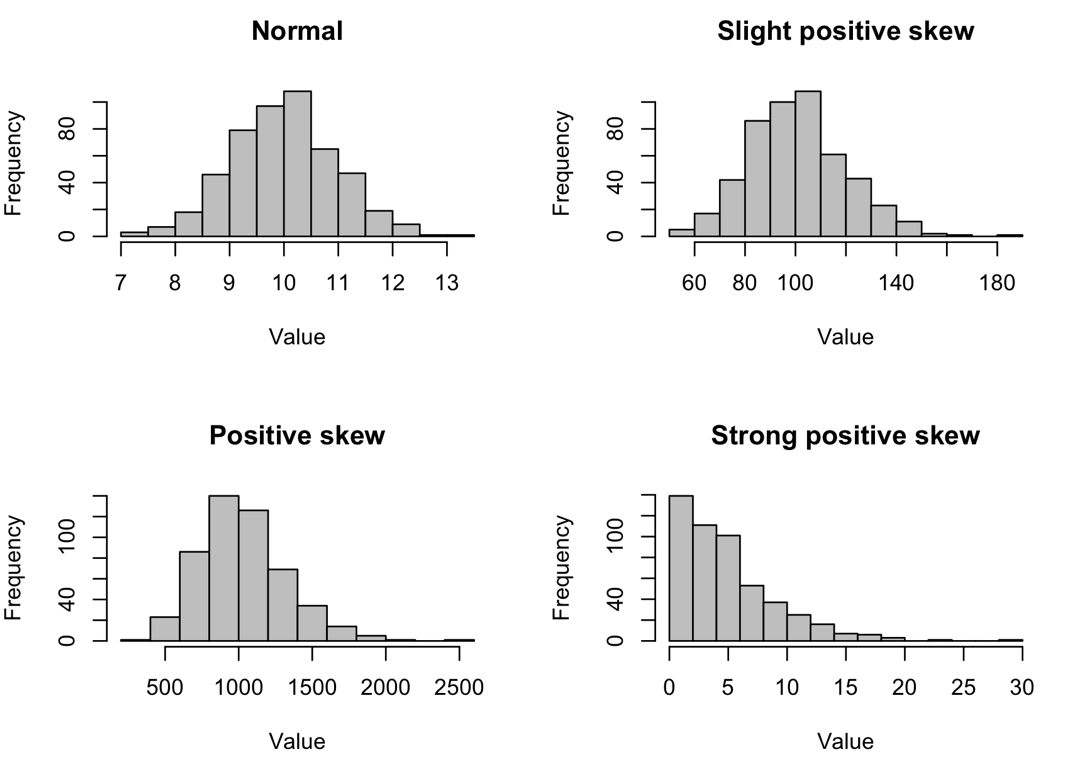 Normal
Frequency
0 40 80
7 8 9 10 11 12 13
Value
Slight positive skew
Frequency
0 40 80
60 80 100 140 180
Value
Positive skew
Frequency
0 40 100
500 1000 1500 2000 2500
Value
Strong positive skew
Frequency
0 40 100
0 5 10 15 20 25 30
Value